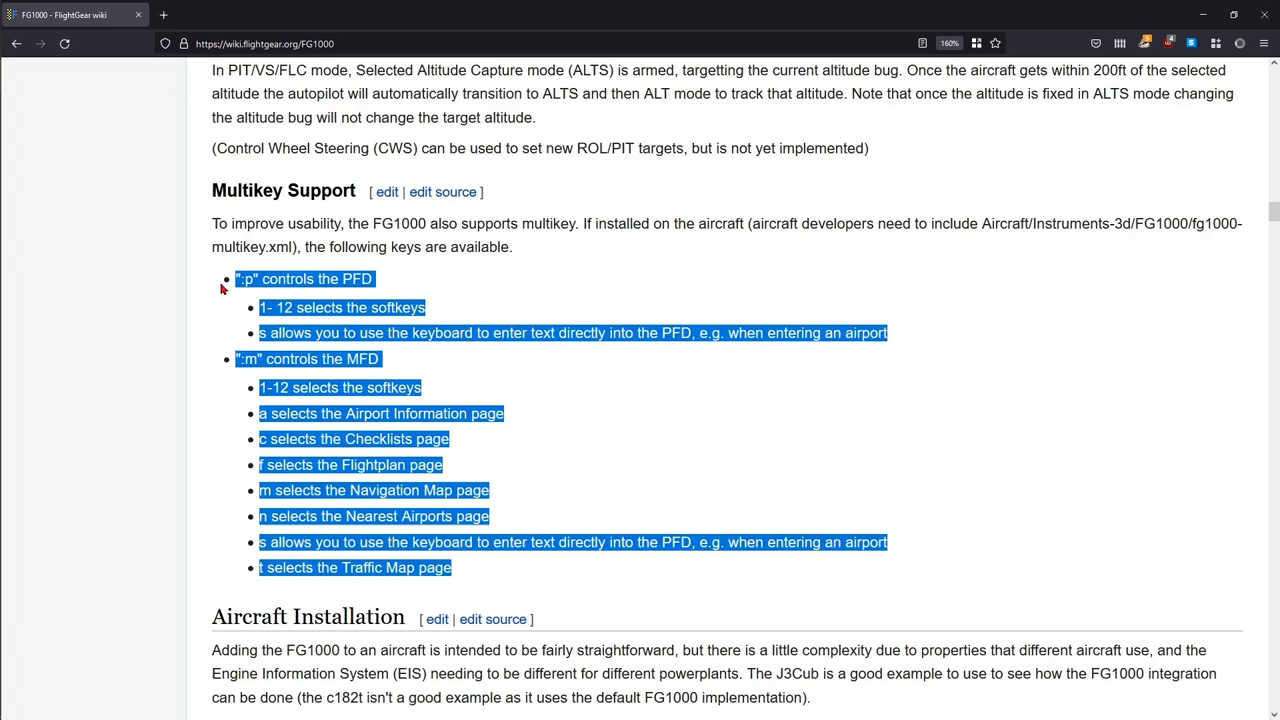 FG1000 - FlightGear wiki
https://wiki.flightgear.org/FG1000
160%
In PIT/VS/FLC mode, Selected Altitude Capture mode (ALTS) is armed, targetting the current altitude bug. Once the aircraft gets within 200ft of the selected
altitude the autopilot will automatically transition to ALTS and then ALT mode to track that altitude. Note that once the altitude is fixed in ALTS mode changing
the altitude bug will not change the target altitude.
(Control Wheel Steering (CWS) can be used to set new ROL/PIT targets, but is not yet implemented)
Multikey Support [ edit | edit source ]
To improve usability, the FG1000 also supports multikey. If installed on the aircraft (aircraft developers need to include Aircraft/Instruments-3d/FG1000/fg1000-
multikey.xml), the following keys are available.
":p" controls the PFD
1- 12 selects the softkeys
s allows you to use the keyboard to enter text directly into the PFD, e.g. when entering an airport
":m" controls the MFD
1-12 selects the softkeys
a selects the Airport Information page
c selects the Checklists page
f selects the Flightplan page
m selects the Navigation Map page
n selects the Nearest Airports page
s allows you to use the keyboard to enter text directly into the PFD, e.g. when entering an airport
t selects the Traffic Map page
Aircraft Installation [ edit | edit source ]
Adding the FG1000 to an aircraft is intended to be fairly straightforward, but there is a little complexity due to properties that different aircraft use, and the
Engine Information System (EIS) needing to be different for different powerplants. The J3Cub is a good example to use to see how the FG1000 integration
can be done (the c182t isn't a good example as it uses the default FG1000 implementation).